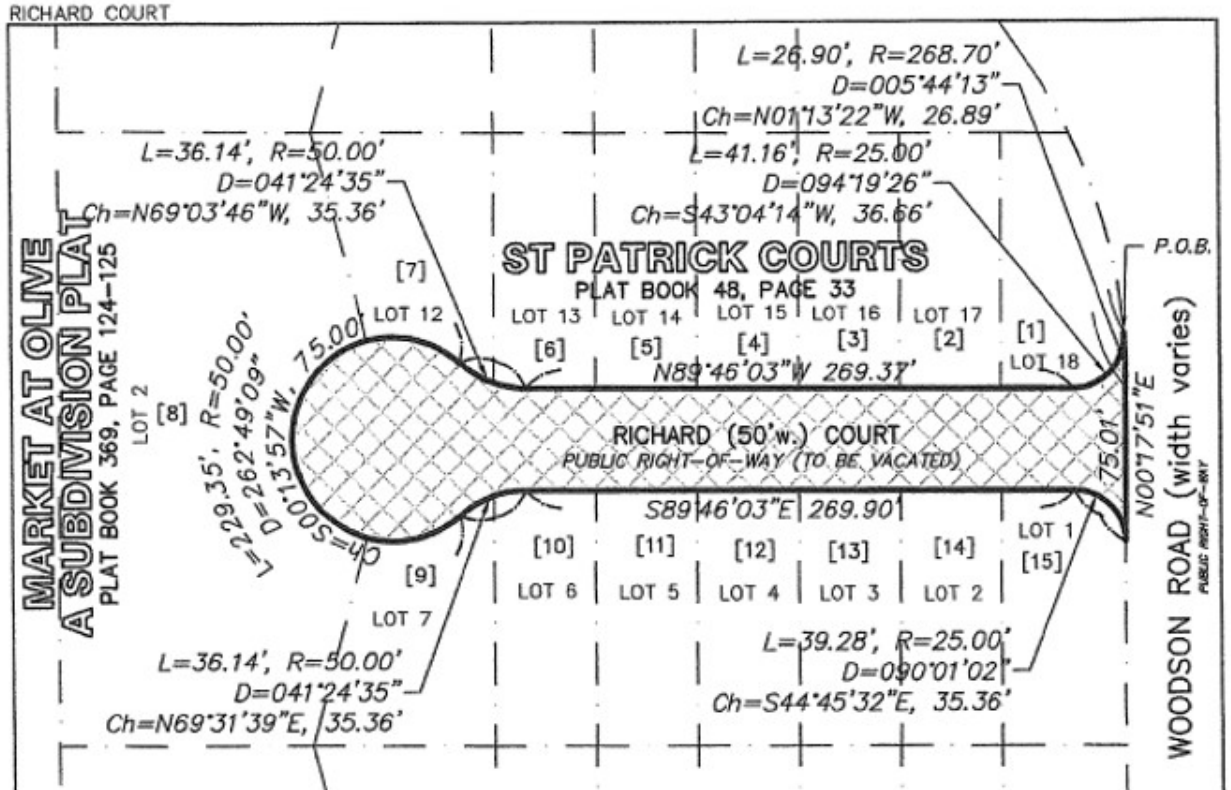 RICHARD COURT
L=26.90', R=268.70'
D=005°44'13"
Ch=N01°13'22"W, 26.89'
L=36.14', R=50.00'
D=041°24'35"
Ch=N69°03'46"W, 35.36'
L=41.16', R=25.00'
D=094°19'26"
Ch=S43°04'14"W, 36.66'
P.O.B.
ST PATRICK COURTS
PLAT BOOK 48, PAGE 33
MARKET AT OLIVE
A SUBDIVISION PLAT
PLAT BOOK 369, PAGE 124-125
LOT 2
[8]
[7]
LOT 12
LOT 13
[6]
LOT 14
[5]
LOT 15
[4]
LOT 16
[3]
LOT 17
[2]
[1]
LOT 18
N89°46'03"W 269.37'
L=229.35', R=50.00'
D=262°49'09"
Ch=S00°13'57"W, 75.00'
RICHARD (50'w.) COURT
PUBLIC RIGHT-OF-WAY (TO BE VACATED)
75.01'
N00°17'51"E
WOODSON ROAD (width varies)
PUBLIC RIGHT-OF-WAY
S89°46'03"E 269.90'
[9]
LOT 7
[10]
LOT 6
[11]
LOT 5
[12]
LOT 4
[13]
LOT 3
[14]
LOT 2
LOT 1
[15]
L=36.14', R=50.00'
D=041°24'35"
Ch=N69°31'39"E, 35.36'
L=39.28', R=25.00'
D=090°01'02"
Ch=S44°45'32"E, 35.36'